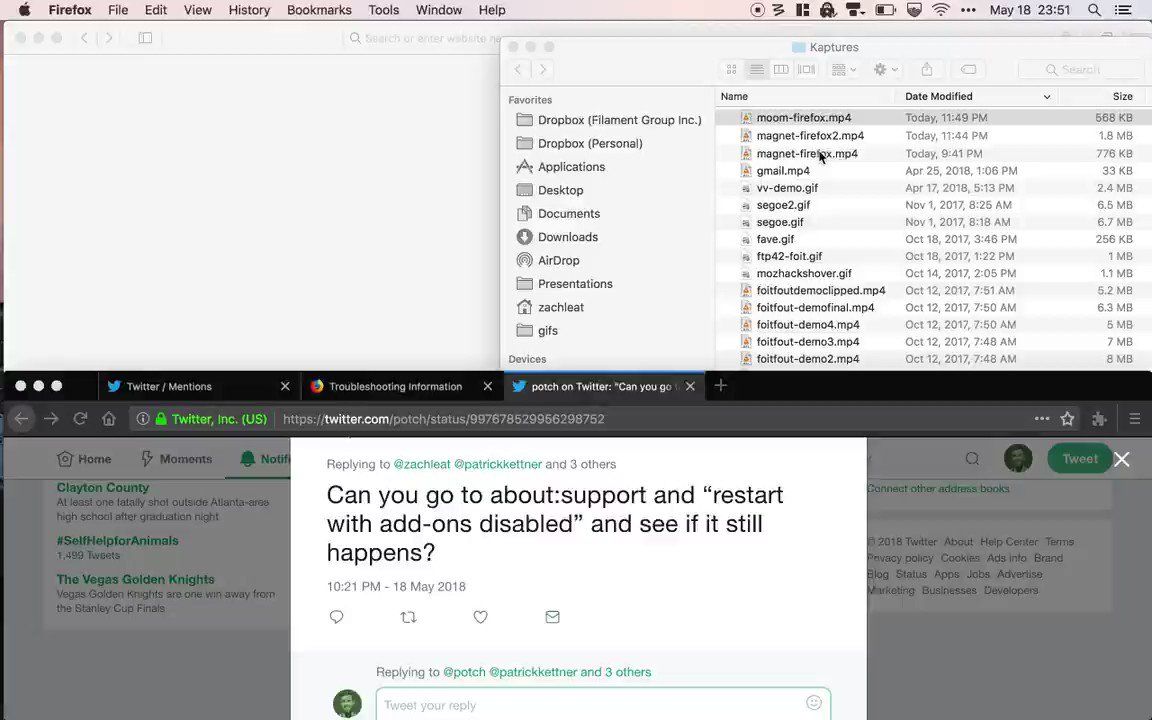 Firefox File Edit View History Bookmarks Tools Window Help May 18 23:51
Search or enter website
Kaptures
Search
Favorites
Dropbox (Filament Group Inc.)
Dropbox (Personal)
Applications
Desktop
Documents
Downloads
AirDrop
Presentations
zachleat
gifs
Devices
Name Date Modified Size
moom-firefox.mp4 Today, 11:49 PM 568 KB
magnet-firefox2.mp4 Today, 11:44 PM 1.8 MB
magnet-firefox.mp4 Today, 9:41 PM 776 KB
gmail.mp4 Apr 25, 2018, 1:06 PM 33 KB
vv-demo.gif Apr 17, 2018, 5:13 PM 2.4 MB
segoe2.gif Nov 1, 2017, 8:25 AM 6.5 MB
segoe.gif Nov 1, 2017, 8:18 AM 6.7 MB
fave.gif Oct 18, 2017, 3:46 PM 256 KB
ftp42-foit.gif Oct 18, 2017, 1:22 PM 1 MB
mozhackshover.gif Oct 14, 2017, 2:05 PM 1.1 MB
foitfoutdemoclipped.mp4 Oct 12, 2017, 7:51 AM 5.2 MB
foitfout-demofinal.mp4 Oct 12, 2017, 7:50 AM 6.3 MB
foitfout-demo4.mp4 Oct 12, 2017, 7:50 AM 5 MB
foitfout-demo3.mp4 Oct 12, 2017, 7:48 AM 7 MB
foitfout-demo2.mp4 Oct 12, 2017, 7:48 AM 8 MB
Twitter / Mentions Troubleshooting Information potch on Twitter: "Can you go
Twitter, Inc. (US) https://twitter.com/potch/status/997678529956298752
Home Moments Notifi Tweet
Clayton County
At least one fatally shot outside Atlanta-area
high school after graduation night
#SelfHelpforAnimals
1,499 Tweets
The Vegas Golden Knights
Vegas Golden Knights are one win away from
the Stanley Cup Finals
Replying to @zachleat @patrickkettner and 3 others
Can you go to about:support and “restart
with add-ons disabled” and see if it still
happens?
10:21 PM - 18 May 2018
Replying to @potch @patrickkettner and 3 others
Tweet your reply
Connect other address books
© 2018 Twitter About Help Center Terms
Privacy policy Cookies Ads info Brand
Blog Status Apps Jobs Advertise
Marketing Businesses Developers